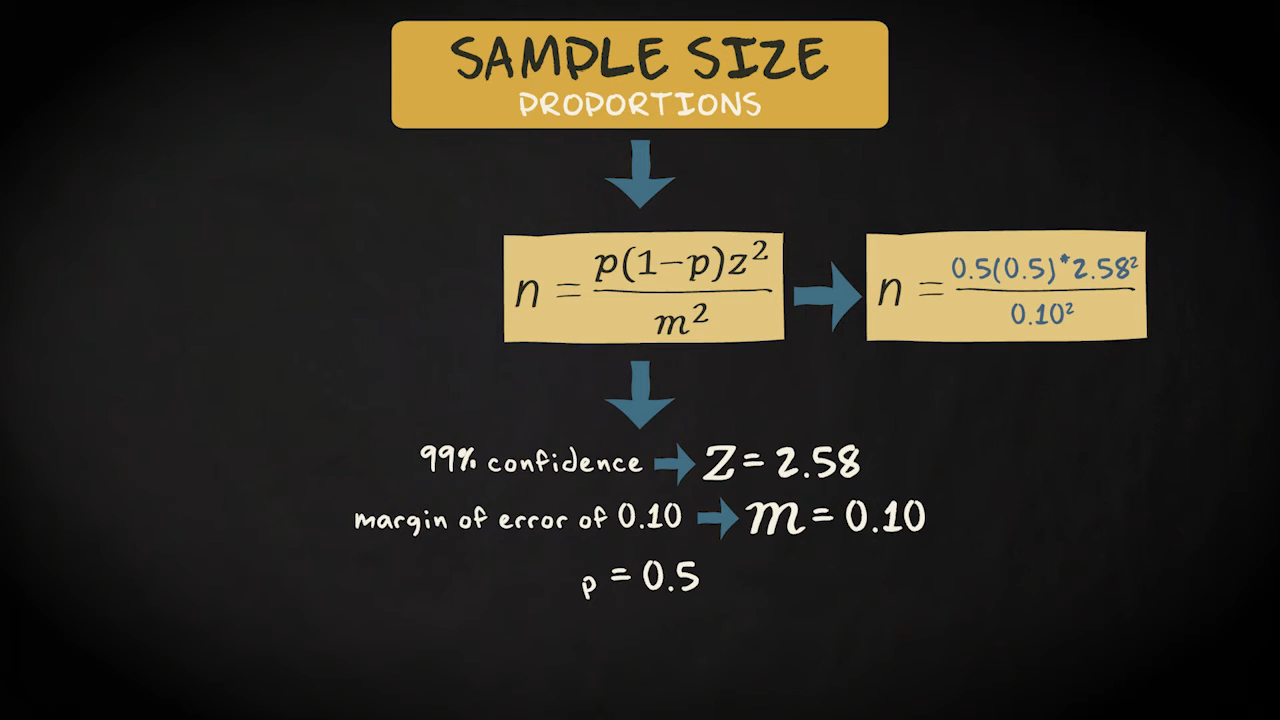 SAMPLE SIZE
PROPORTIONS
n = p(1−p)z² / m²
n = 0.5(0.5)*2.58² / 0.10²
99% confidence → Z = 2.58
margin of error of 0.10 → m = 0.10
p = 0.5